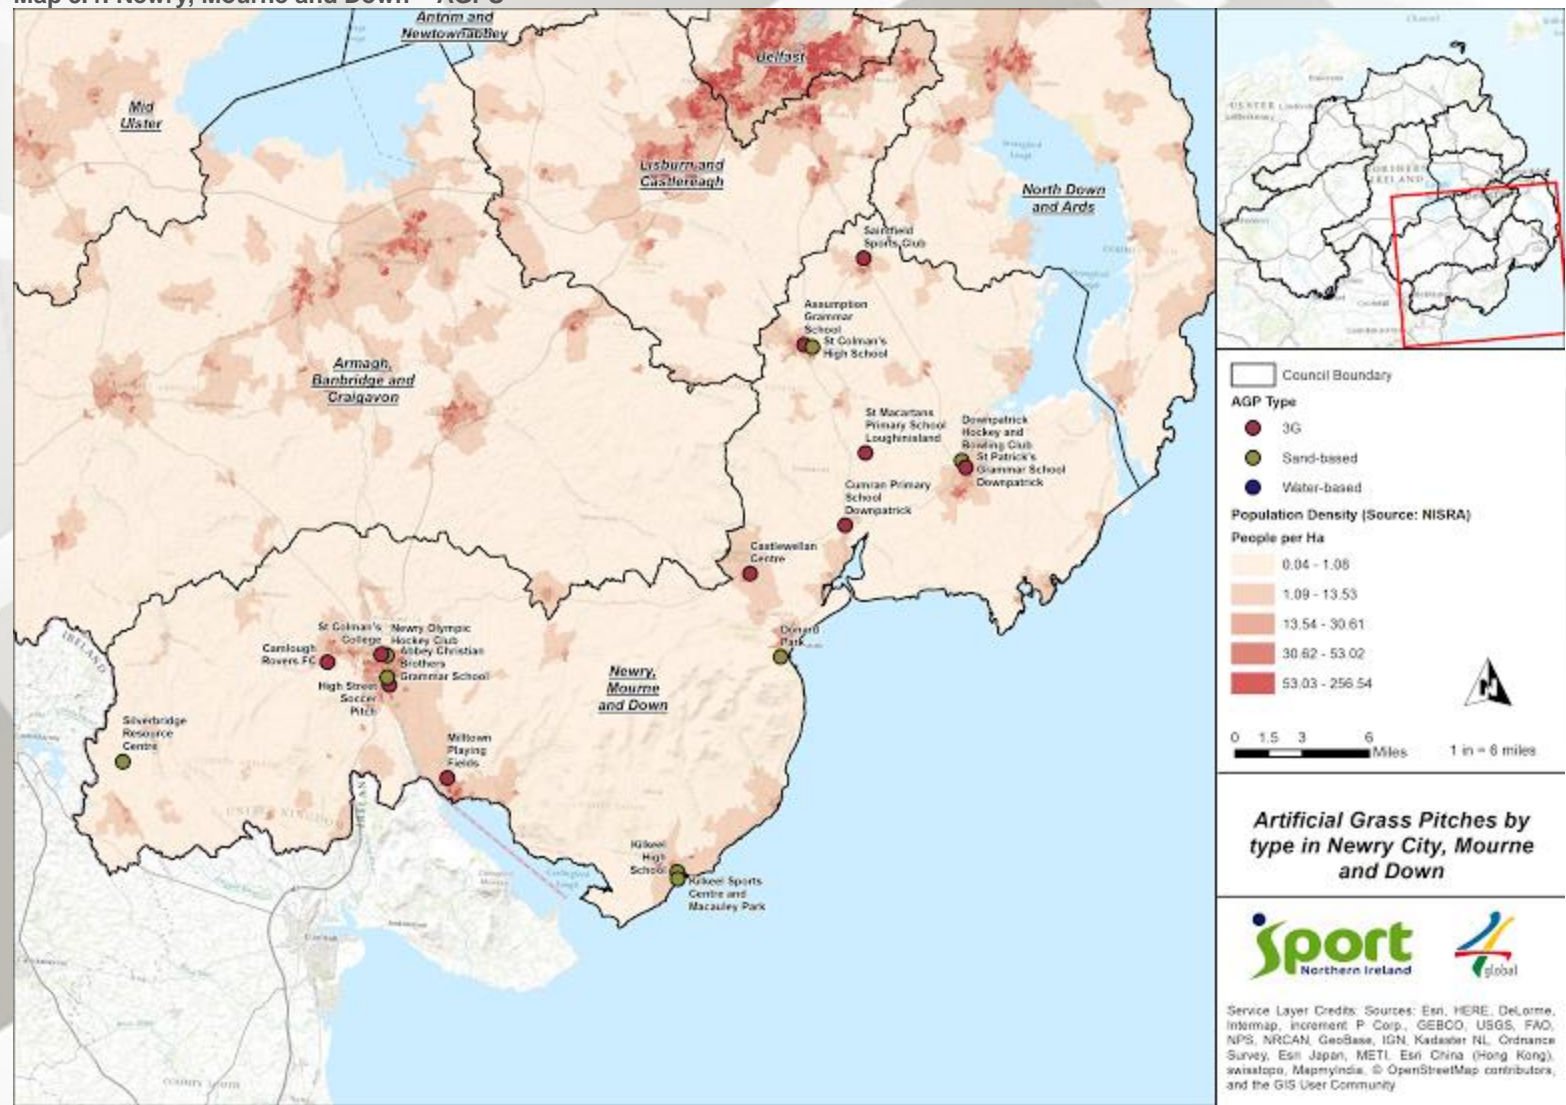 Antrim and
Newtownabbey
Belfast
Mid
Ulster
Lisburn and
Castlereagh
North Down
and Ards
Saintfield
Sports Club
Assumption
Grammar
School
St Colman's
High School
Armagh,
Banbridge and
Craigavon
St Macartans
Primary School
Loughinisland
Downpatrick
Hockey and
Bowling Club
St Patrick's
Grammar School
Downpatrick
Cumran Primary
School
Downpatrick
Castlewellan
Centre
Donard
Park
St Colman's
College
Newry Olympic
Hockey Club
Abbey Christian
Brothers
Grammar School
Camlough
Rovers FC
High Street
Soccer
Pitch
Newry,
Mourne
and Down
Silverbridge
Resource
Centre
Milltown
Playing
Fields
Kilkeel
High
School
Kilkeel Sports
Centre and
Macauley Park
IRELAND
UNITED KINGDOM
COUNTY LOUTH
Council Boundary
AGP Type
3G
Sand-based
Water-based
Population Density (Source: NISRA)
People per Ha
0.04 - 1.08
1.09 - 13.53
13.54 - 30.61
30.62 - 53.02
53.03 - 256.54
N
0 1.5 3 6
Miles
1 in = 6 miles
Artificial Grass Pitches by
type in Newry City, Mourne
and Down
sport
Northern Ireland
4 global
Service Layer Credits: Sources: Esri, HERE, DeLorme,
Intermap, increment P Corp., GEBCO, USGS, FAO,
NPS, NRCAN, GeoBase, IGN, Kadaster NL, Ordnance
Survey, Esri Japan, METI, Esri China (Hong Kong),
swisstopo, MapmyIndia, © OpenStreetMap contributors,
and the GIS User Community